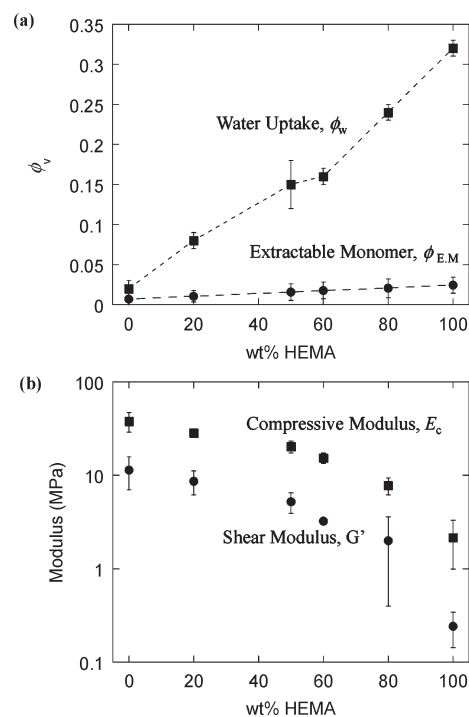 (a)
0.35
0.3
0.25
0.2
0.15
0.1
0.05
0
ϕv
Water Uptake, ϕw
Extractable Monomer, ϕE.M
0 20 40 60 80 100
wt% HEMA
(b)
100
10
1
0.1
Modulus (MPa)
Compressive Modulus, Ec
Shear Modulus, G’
0 20 40 60 80 100
wt% HEMA